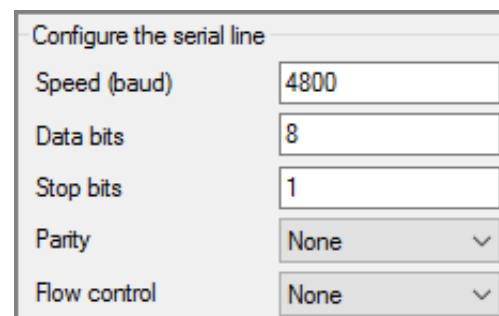 Configure the serial line
Speed (baud) 4800
Data bits 8
Stop bits 1
Parity None
Flow control None